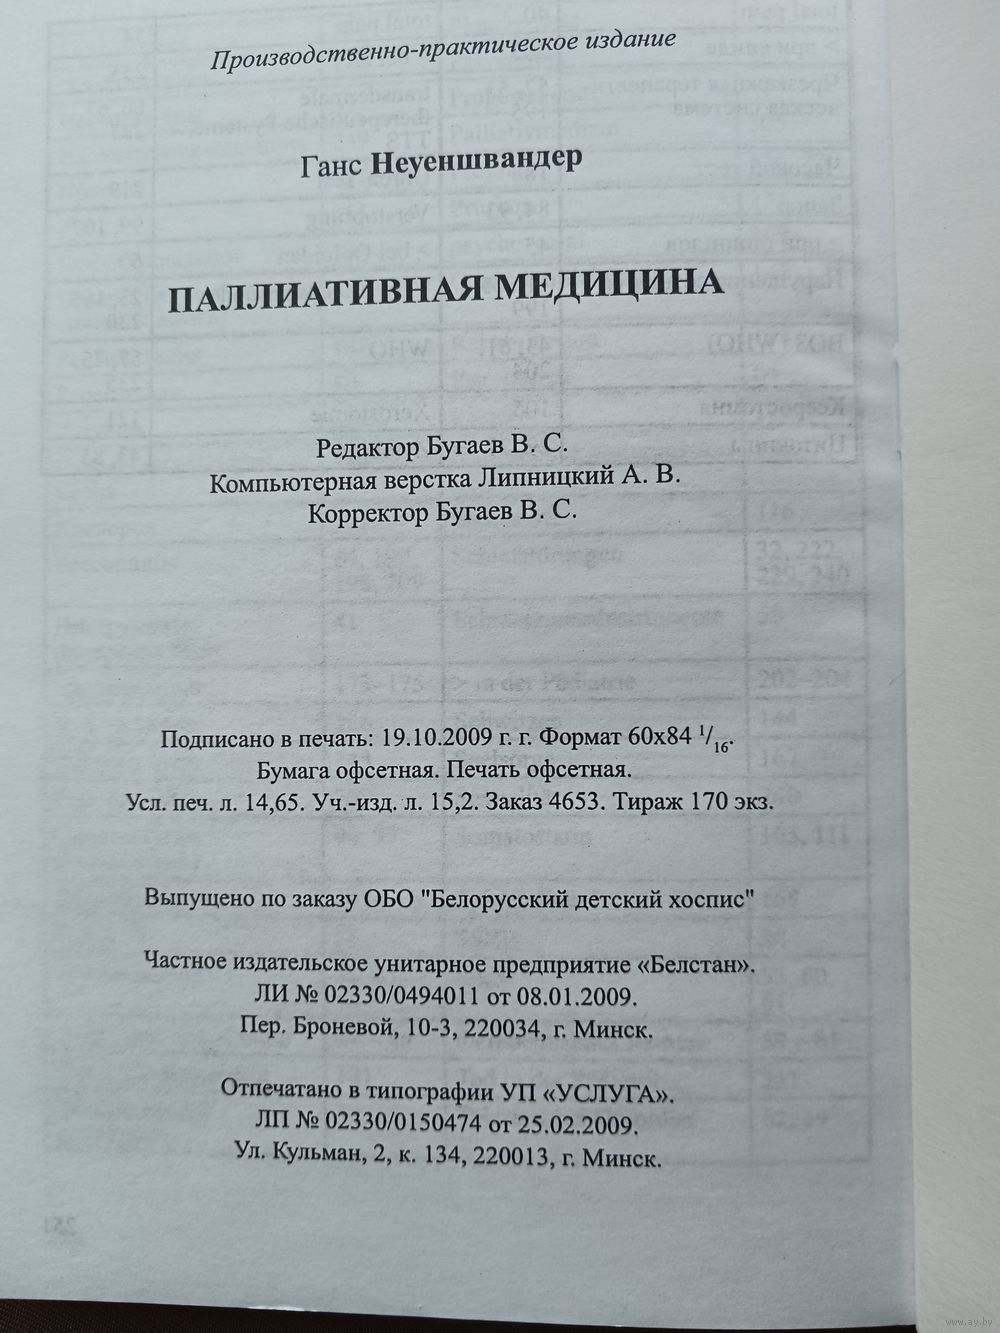 Производственно-практическое издание
Ганс Неуеншвандер
ПАЛЛИАТИВНАЯ МЕДИЦИНА
Редактор Бугаев В. С.
Компьютерная верстка Липницкий А. В.
Корректор Бугаев В. С.
Подписано в печать: 19.10.2009 г. г. Формат 60х84 1/16.
Бумага офсетная. Печать офсетная.
Усл. печ. л. 14,65. Уч.-изд. л. 15,2. Заказ 4653. Тираж 170 экз.
Выпущено по заказу ОБО "Белорусский детский хоспис"
Частное издательское унитарное предприятие «Белстан».
ЛИ № 02330/0494011 от 08.01.2009.
Пер. Броневой, 10-3, 220034, г. Минск.
Отпечатано в типографии УП «УСЛУГА».
ЛП № 02330/0150474 от 25.02.2009.
Ул. Кульман, 2, к. 134, 220013, г. Минск.
www.ay.by